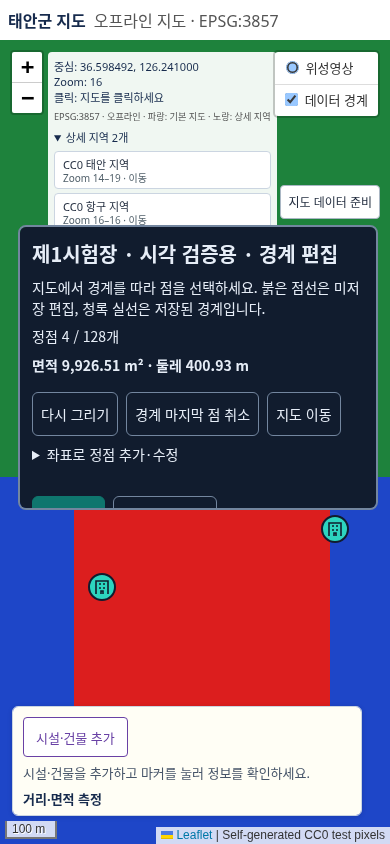 태안군 지도 오프라인 지도 · EPSG:3857
+
−
중심: 36.598492, 126.241000
Zoom: 16
클릭: 지도를 클릭하세요
EPSG:3857 · 오프라인 · 파랑: 기본 지도 · 노랑: 상세 지역
▼ 상세 지역 2개
CC0 태안 지역
Zoom 14–19 · 이동
CC0 항구 지역
Zoom 16–16 · 이동
위성영상
데이터 경계
지도 데이터 준비
제1시험장 · 시각 검증용 · 경계 편집
지도에서 경계를 따라 점을 선택하세요. 붉은 점선은 미저
장 편집, 청록 실선은 저장된 경계입니다.
정점 4 / 128개
면적 9,926.51 m² · 둘레 400.93 m
다시 그리기
경계 마지막 점 취소
지도 이동
▶ 좌표로 정점 추가·수정
시설·건물 추가
시설·건물을 추가하고 마커를 눌러 정보를 확인하세요.
거리·면적 측정
100 m
Leaflet | Self-generated CC0 test pixels